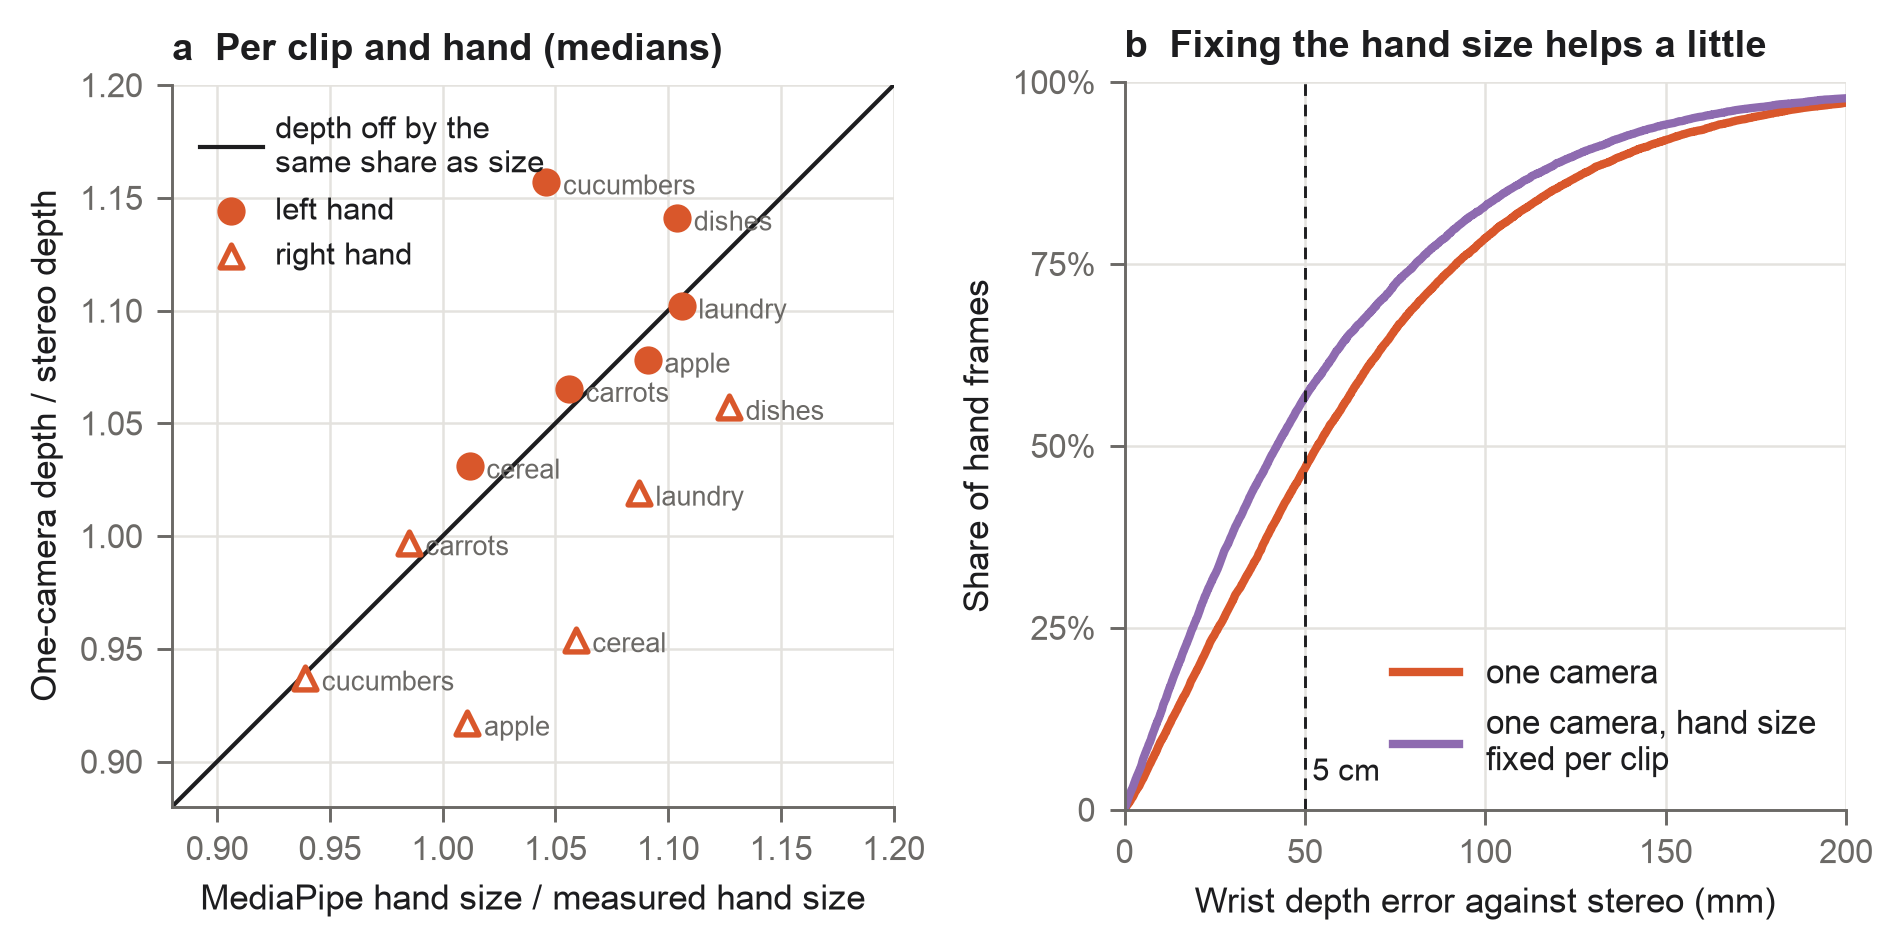 a Per clip and hand (medians)
1.20
1.15
1.10
1.05
1.00
0.95
0.90
One-camera depth / stereo depth
depth off by the
same share as size
left hand
right hand
cucumbers
dishes
laundry
apple
carrots
dishes
cereal
laundry
carrots
cereal
cucumbers
apple
0.90 0.95 1.00 1.05 1.10 1.15 1.20
MediaPipe hand size / measured hand size
b Fixing the hand size helps a little
100%
75%
50%
25%
0
Share of hand frames
one camera
one camera, hand size
fixed per clip
5 cm
0 50 100 150 200
Wrist depth error against stereo (mm)